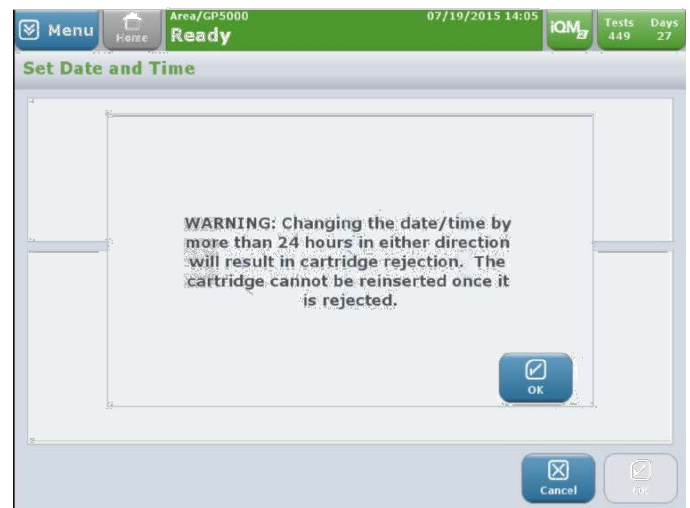 Menu
Home
Area/GP5000 07/19/2015 14:05
Ready
iQM2
Tests Days
449 27
Set Date and Time
WARNING: Changing the date/time by
more than 24 hours in either direction
will result in cartridge rejection. The
cartridge cannot be reinserted once it
is rejected.
OK
Cancel
OK